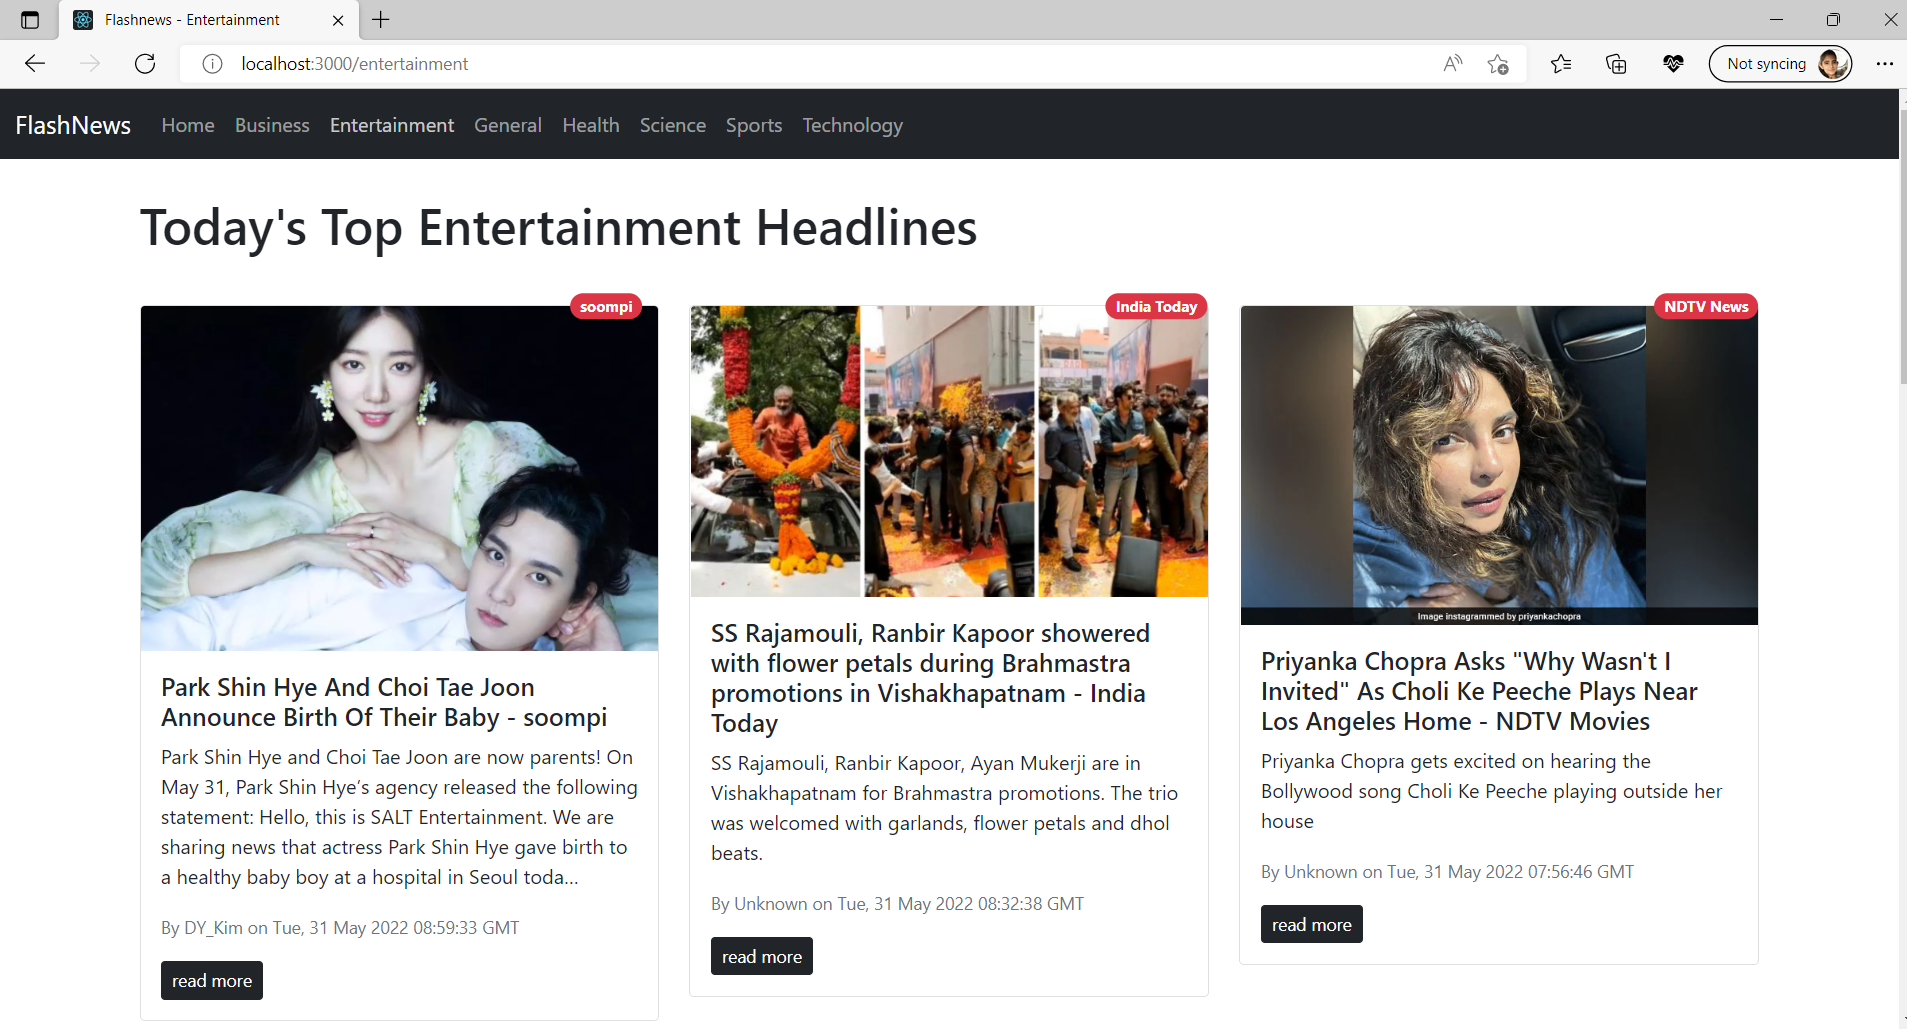 Flashnews - Entertainment
localhost:3000/entertainment
Not syncing
FlashNews Home Business Entertainment General Health Science Sports Technology
Today's Top Entertainment Headlines
soompi
Park Shin Hye And Choi Tae Joon
Announce Birth Of Their Baby - soompi
Park Shin Hye and Choi Tae Joon are now parents! On
May 31, Park Shin Hye’s agency released the following
statement: Hello, this is SALT Entertainment. We are
sharing news that actress Park Shin Hye gave birth to
a healthy baby boy at a hospital in Seoul toda…
By DY_Kim on Tue, 31 May 2022 08:59:33 GMT
read more
India Today
SS Rajamouli, Ranbir Kapoor showered
with flower petals during Brahmastra
promotions in Vishakhapatnam - India
Today
SS Rajamouli, Ranbir Kapoor, Ayan Mukerji are in
Vishakhapatnam for Brahmastra promotions. The trio
was welcomed with garlands, flower petals and dhol
beats.
By Unknown on Tue, 31 May 2022 08:32:38 GMT
read more
NDTV News
Image instagrammed by priyankachopra
Priyanka Chopra Asks "Why Wasn't I
Invited" As Choli Ke Peeche Plays Near
Los Angeles Home - NDTV Movies
Priyanka Chopra gets excited on hearing the
Bollywood song Choli Ke Peeche playing outside her
house
By Unknown on Tue, 31 May 2022 07:56:46 GMT
read more